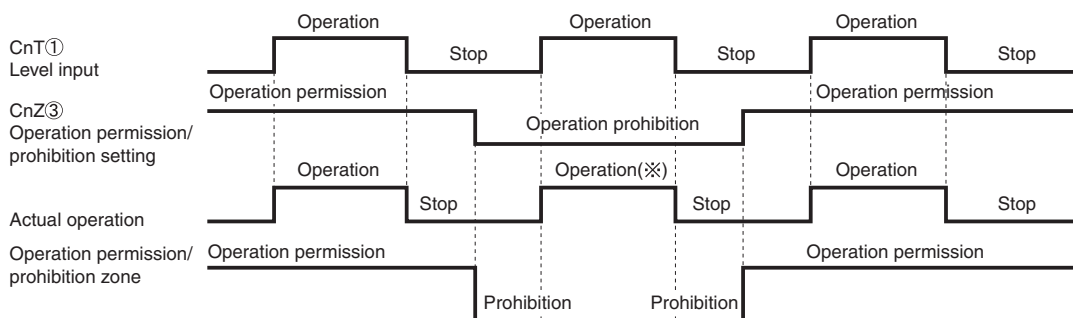 Operation Operation Operation
CnT① Stop Stop Stop
Level input
Operation permission Operation permission
CnZ③
Operation permission/ Operation prohibition
prohibition setting
Operation Operation(※) Operation
Actual operation Stop Stop Stop
Operation permission/ Operation permission Operation permission
prohibition zone
Prohibition Prohibition